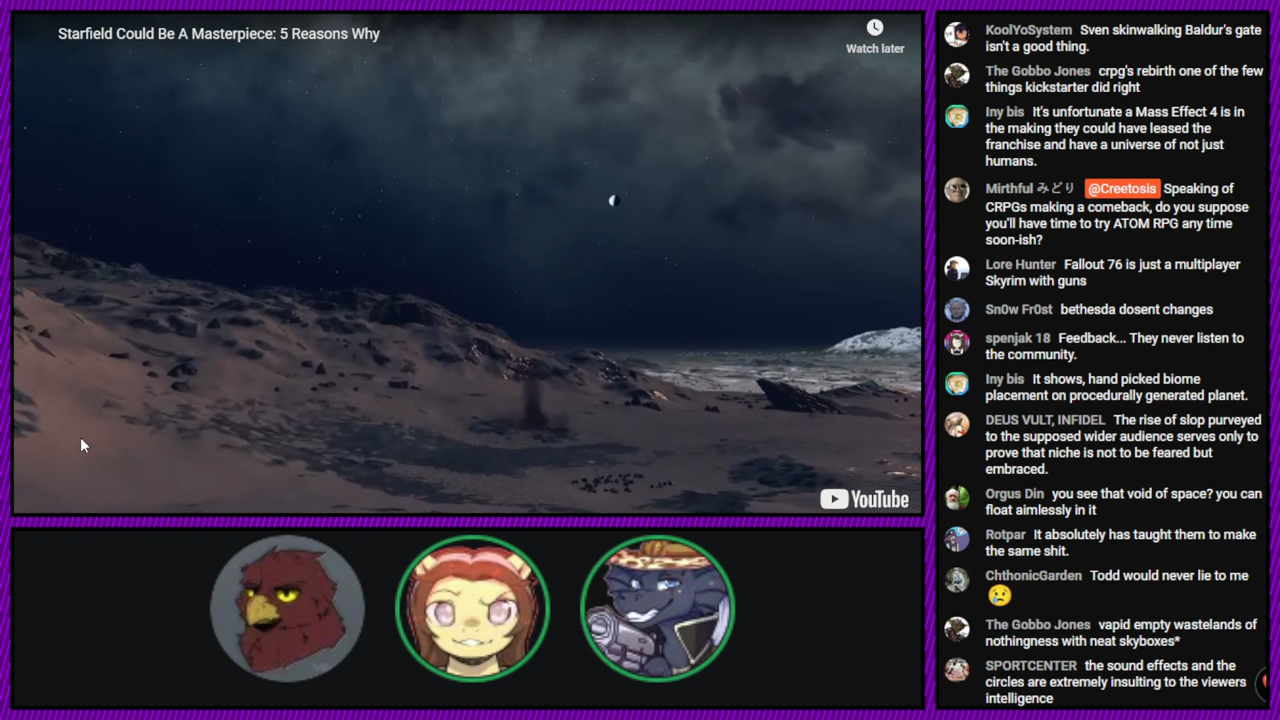 Starfield Could Be A Masterpiece: 5 Reasons Why
Watch later
YouTube
KoolYoSystem Sven skinwalking Baldur's gate
isn't a good thing.
The Gobbo Jones crpg's rebirth one of the few
things kickstarter did right
Iny bis It's unfortunate a Mass Effect 4 is in
the making they could have leased the
franchise and have a universe of not just
humans.
Mirthful みどり @Creetosis Speaking of
CRPGs making a comeback, do you suppose
you'll have time to try ATOM RPG any time
soon-ish?
Lore Hunter Fallout 76 is just a multiplayer
Skyrim with guns
Sn0w Fr0st bethesda dosent changes
spenjak 18 Feedback... They never listen to
the community.
Iny bis It shows, hand picked biome
placement on procedurally generated planet.
DEUS VULT, INFIDEL The rise of slop purveyed
to the supposed wider audience serves only to
prove that niche is not to be feared but
embraced.
Orgus Din you see that void of space? you can
float aimlessly in it
Rotpar It absolutely has taught them to make
the same shit.
ChthonicGarden Todd would never lie to me
The Gobbo Jones vapid empty wastelands of
nothingness with neat skyboxes*
SPORTCENTER the sound effects and the
circles are extremely insulting to the viewers
intelligence